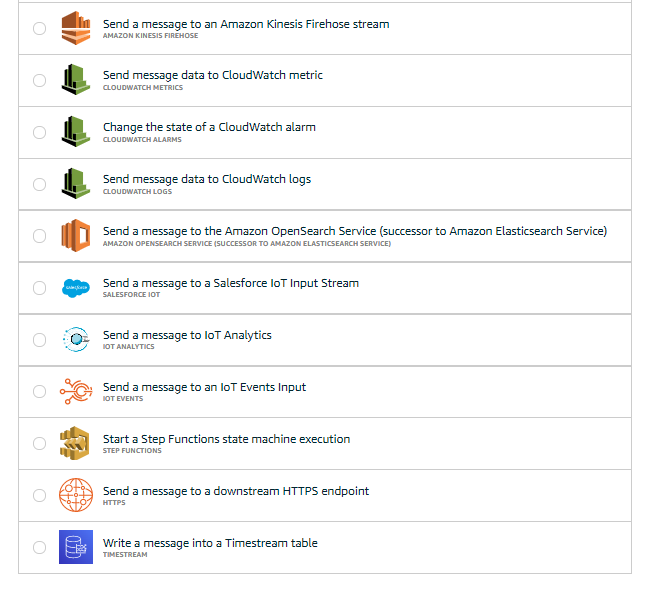 Send a message to an Amazon Kinesis Firehose stream
AMAZON KINESIS FIREHOSE
Send message data to CloudWatch metric
CLOUDWATCH METRICS
Change the state of a CloudWatch alarm
CLOUDWATCH ALARMS
Send message data to CloudWatch logs
CLOUDWATCH LOGS
Send a message to the Amazon OpenSearch Service (successor to Amazon Elasticsearch Service)
AMAZON OPENSEARCH SERVICE (SUCCESSOR TO AMAZON ELASTICSEARCH SERVICE)
salesforce
Send a message to a Salesforce IoT Input Stream
SALESFORCE IOT
Send a message to IoT Analytics
IOT ANALYTICS
Send a message to an IoT Events Input
IOT EVENTS
Start a Step Functions state machine execution
STEP FUNCTIONS
Send a message to a downstream HTTPS endpoint
HTTPS
Write a message into a Timestream table
TIMESTREAM